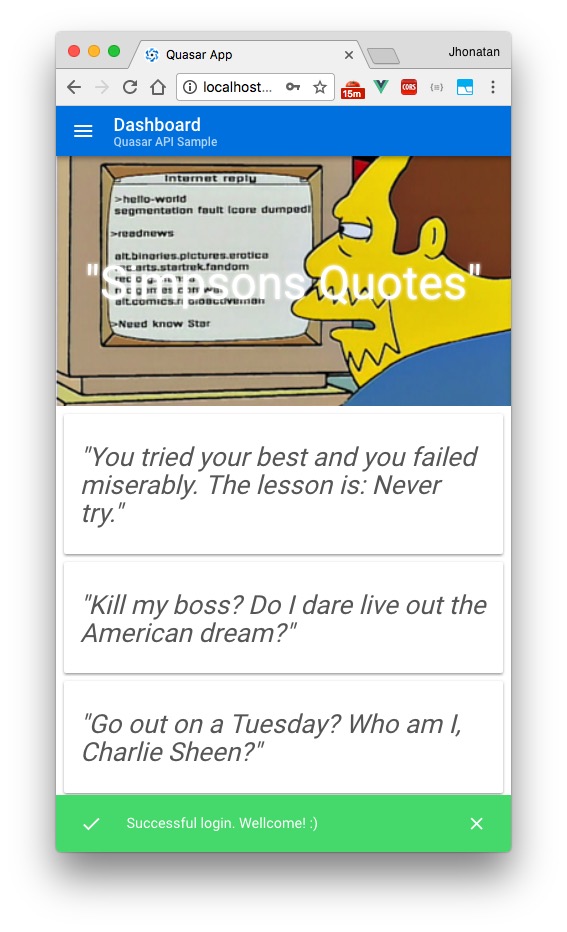 Quasar App
Jhonatan
localhost...
15m
CORS
Dashboard
Quasar API Sample
Internet reply
>hello-world
segmentation fault (core dumped)
>readnews
alt.binaries.pictures.erotica
rec.arts.startrek.fandom
"Simpsons Quotes"
alt.comics.radioactiveman
>Need know Star
"You tried your best and you failed
miserably. The lesson is: Never
try."
"Kill my boss? Do I dare live out the
American dream?"
"Go out on a Tuesday? Who am I,
Charlie Sheen?"
Successful login. Wellcome! :)